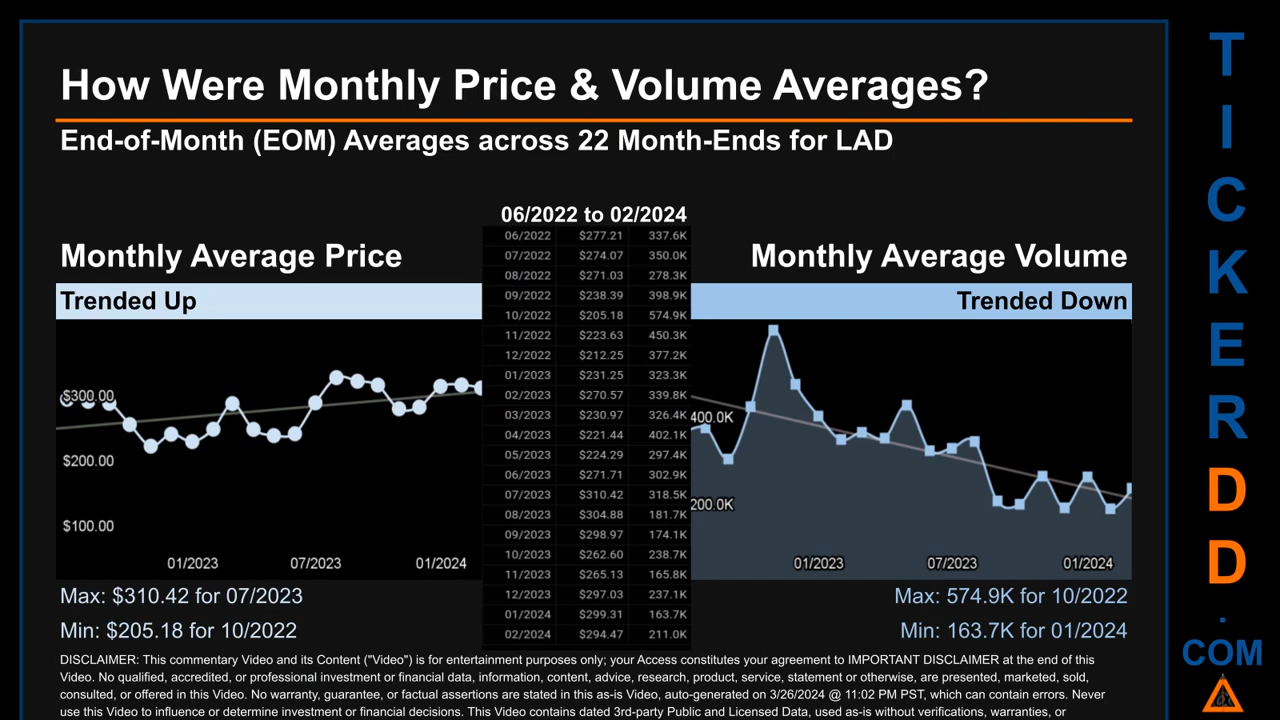 How Were Monthly Price & Volume Averages?
End-of-Month (EOM) Averages across 22 Month-Ends for LAD
06/2022 to 02/2024
Monthly Average Price
Monthly Average Volume
Trended Up
Trended Down
06/2022 $277.21 337.6K
07/2022 $274.07 350.0K
08/2022 $271.03 278.3K
09/2022 $238.39 398.9K
10/2022 $205.18 574.9K
11/2022 $223.63 450.3K
12/2022 $212.25 377.2K
01/2023 $231.25 323.3K
02/2023 $270.57 339.8K
03/2023 $230.97 326.4K
04/2023 $221.44 402.1K
05/2023 $224.29 297.4K
06/2023 $271.71 302.9K
07/2023 $310.42 318.5K
08/2023 $304.88 181.7K
09/2023 $298.97 174.1K
10/2023 $262.60 238.7K
11/2023 $265.13 165.8K
12/2023 $297.03 237.1K
01/2024 $299.31 163.7K
02/2024 $294.47 211.0K
$300.00
$200.00
$100.00
01/2023 07/2023 01/2024
400.0K
200.0K
01/2023 07/2023 01/2024
Max: $310.42 for 07/2023
Min: $205.18 for 10/2022
Max: 574.9K for 10/2022
Min: 163.7K for 01/2024
DISCLAIMER: This commentary Video and its Content ("Video") is for entertainment purposes only; your Access constitutes your agreement to IMPORTANT DISCLAIMER at the end of this
Video. No qualified, accredited, or professional investment or financial data, information, content, advice, research, product, service, statement or otherwise, are presented, marketed, sold,
consulted, or offered in this Video. No warranty, guarantee, or factual assertions are stated in this as-is Video, auto-generated on 3/26/2024 @ 11:02 PM PST, which can contain errors. Never
use this Video to influence or determine investment or financial decisions. This Video contains dated 3rd-party Public and Licensed Data, used as-is without verifications, warranties, or
T
I
C
K
E
R
D
D
.
COM